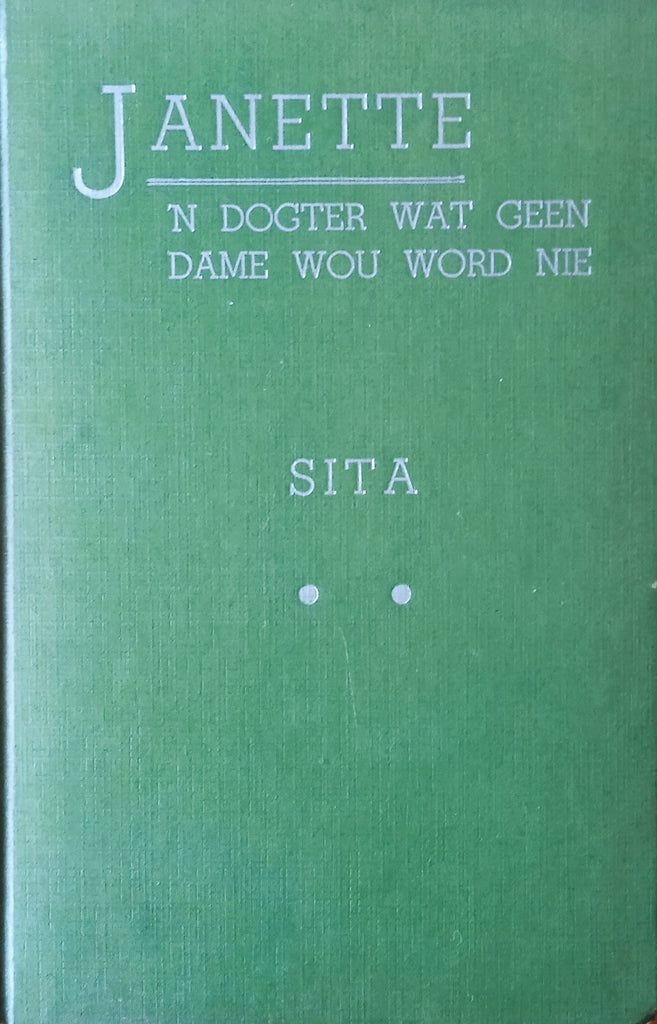 JANETTE
'N DOGTER WAT GEEN
DAME WOU WORD NIE
SITA